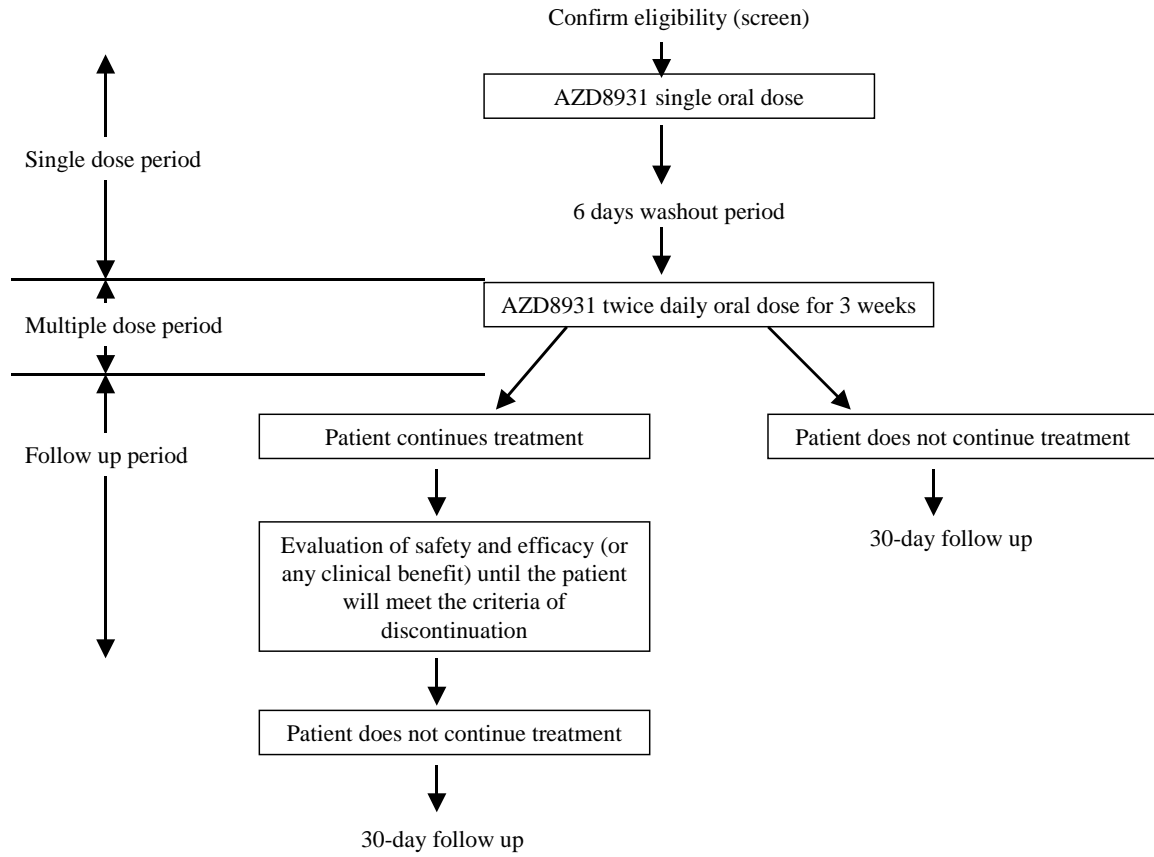 Confirm eligibility (screen)
AZD8931 single oral dose
Single dose period
6 days washout period
AZD8931 twice daily oral dose for 3 weeks
Multiple dose period
Patient continues treatment
Patient does not continue treatment
Follow up period
30-day follow up
Evaluation of safety and efficacy (or
any clinical benefit) until the patient
will meet the criteria of
discontinuation
Patient does not continue treatment
30-day follow up